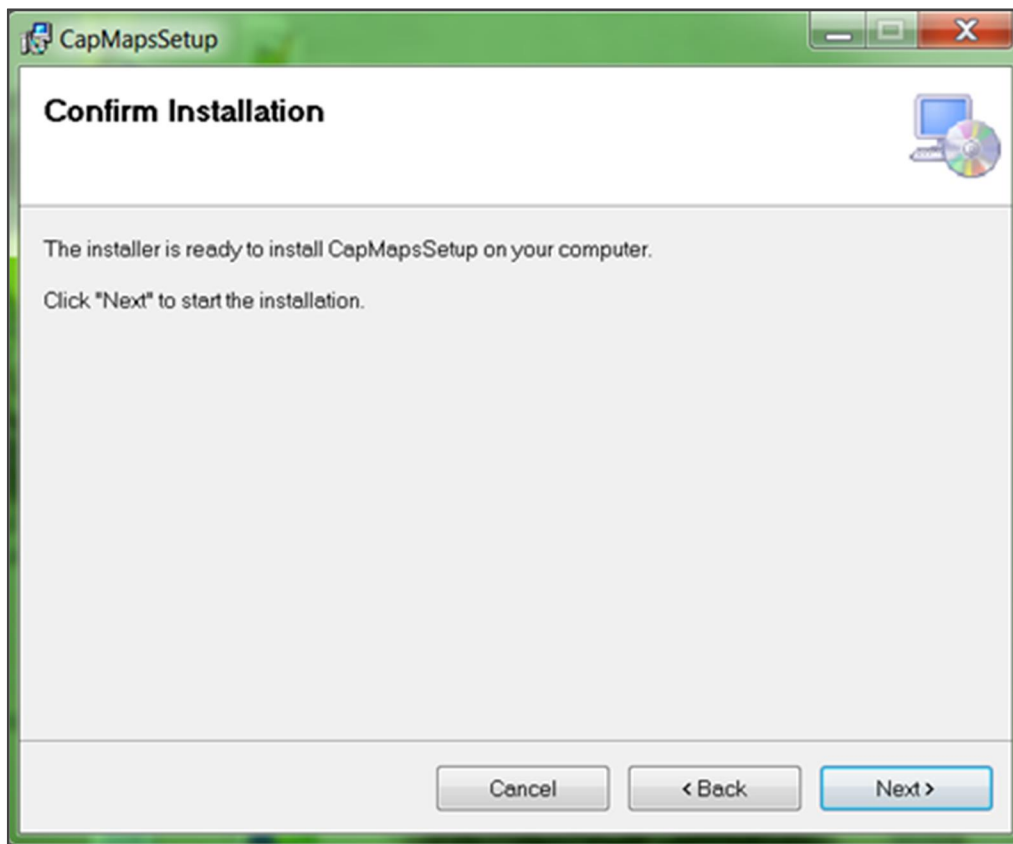 CapMapsSetup
Confirm Installation
The installer is ready to install CapMapsSetup on your computer.
Click "Next" to start the installation.
Cancel
< Back
Next >